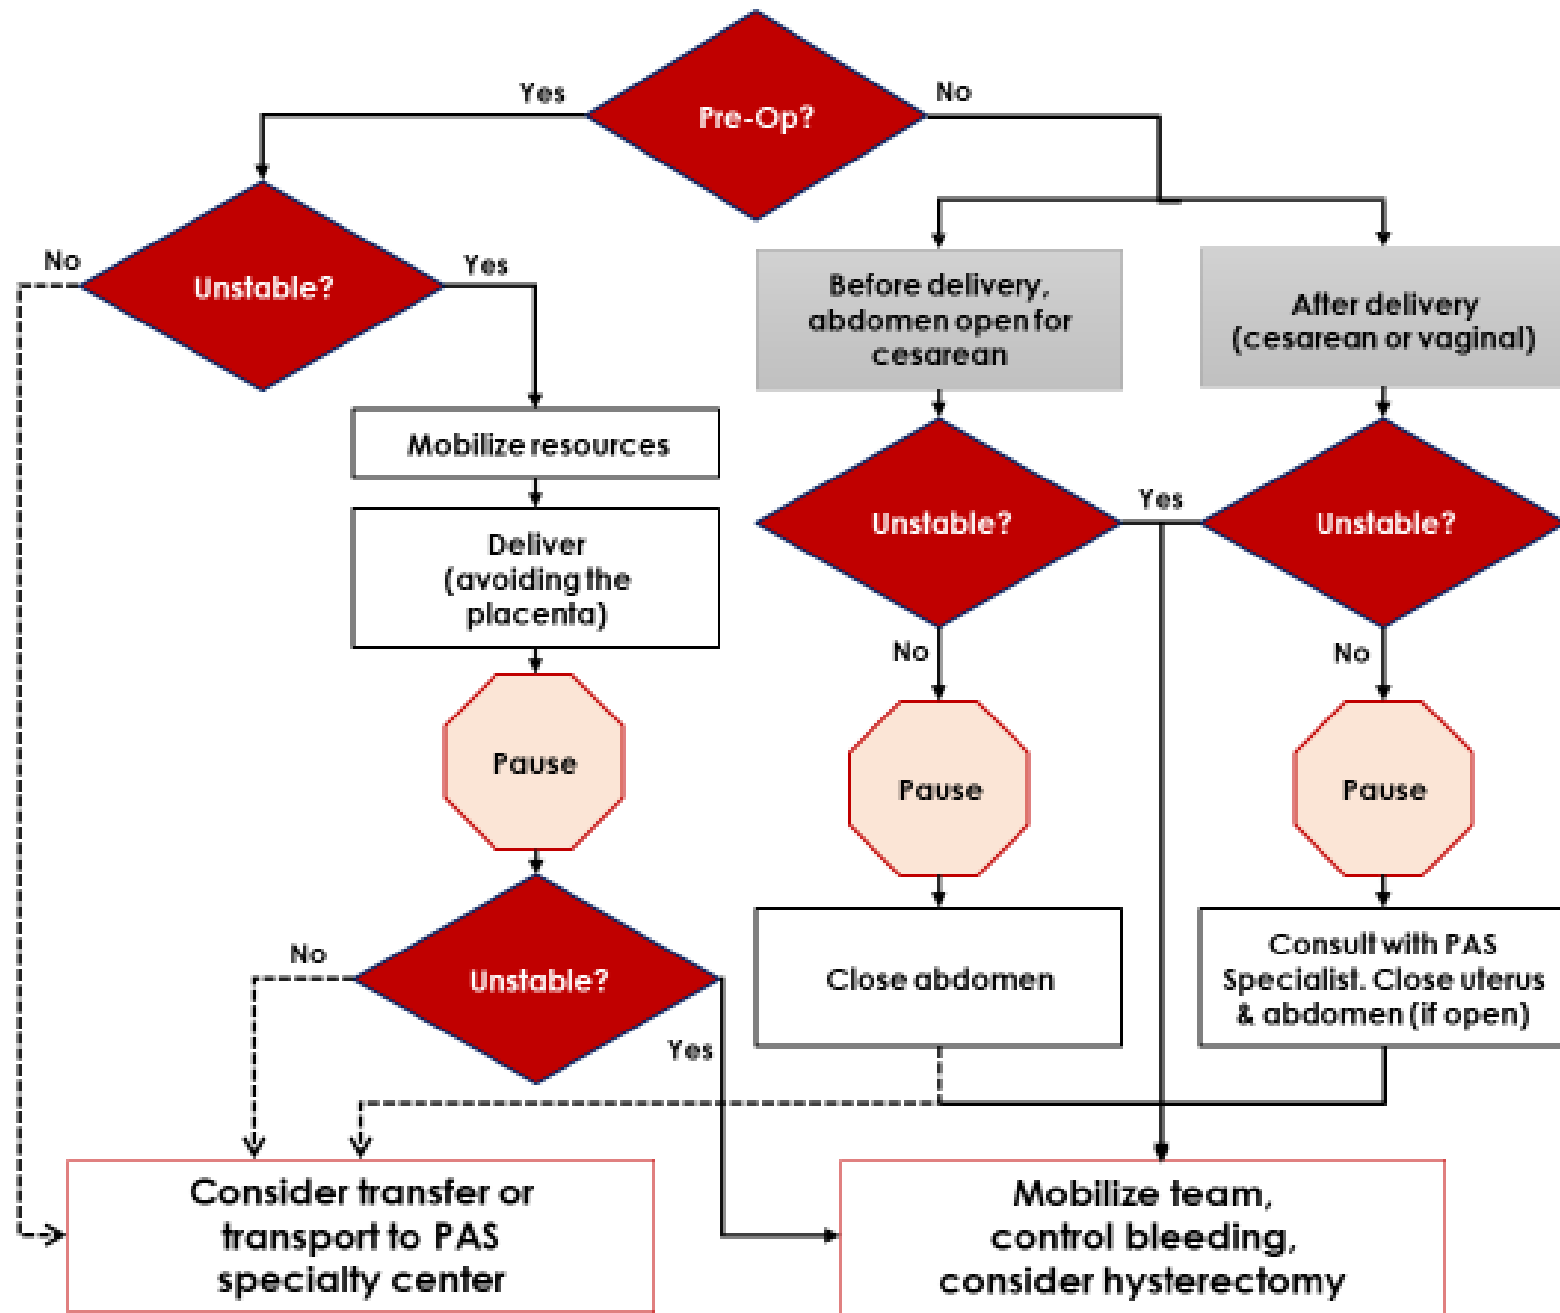 Pre-Op?
Yes
No
Unstable?
No
Yes
Before delivery,
abdomen open for
cesarean
After delivery
(cesarean or vaginal)
Mobilize resources
Deliver
(avoiding the
placenta)
Unstable?
Yes
Unstable?
No
No
Pause
Pause
Pause
Unstable?
No
Yes
Close abdomen
Consult with PAS
Specialist. Close uterus
& abdomen (if open)
Consider transfer or
transport to PAS
specialty center
Mobilize team,
control bleeding,
consider hysterectomy